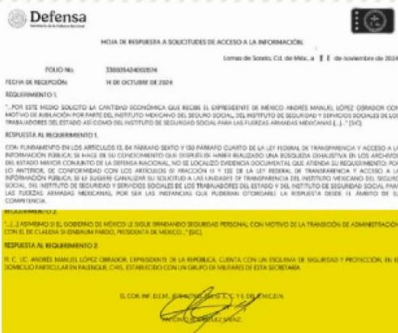 Defensa
HOJA DE RESPUESTA A SOLICITUDES DE ACCESO A LA INFORMACIÓN.
Lomas de Sotelo, Cd. de Méx., a 11 de noviembre de 2024
FOLIO No.
FECHA DE RECEPCIÓN: 14 DE OCTUBRE DE 2024
REQUERIMIENTO 1.
"...POR ESTE MEDIO SOLICITO LA CANTIDAD ECONÓMICA QUE RECIBE EL EXPRESIDENTE DE MÉXICO ANDRÉS MANUEL LÓPEZ OBRADOR CON
MOTIVO DE JUBILACIÓN POR PARTE DEL INSTITUTO MEXICANO DEL SEGURO SOCIAL, DEL INSTITUTO DE SEGURIDAD Y SERVICIOS SOCIALES DE LOS
TRABAJADORES DEL ESTADO ASÍ COMO DEL INSTITUTO DE SEGURIDAD SOCIAL PARA LAS FUERZAS ARMADAS MEXICANAS [...]." [SIC].
RESPUESTA AL REQUERIMIENTO 1.
CON FUNDAMENTO EN LOS ARTÍCULOS PÁRRAFO SEXTO Y 130 PÁRRAFO CUARTO DE LA LEY FEDERAL DE TRANSPARENCIA Y ACCESO A LA
INFORMACIÓN PÚBLICA, SE HACE DE SU CONOCIMIENTO QUE DESPUÉS DE HABER REALIZADO UNA BÚSQUEDA EXHAUSTIVA EN LOS ARCHIVOS
DEL ESTADO MAYOR CONJUNTO DE LA DEFENSA NACIONAL, NO SE LOCALIZÓ EVIDENCIA DOCUMENTAL QUE ATIENDA SU REQUERIMIENTO; POR
LO ANTERIOR, DE CONFORMIDAD CON LOS ARTÍCULOS FRACCIÓN II Y DE LA LEY FEDERAL DE TRANSPARENCIA Y ACCESO A LA
INFORMACIÓN PÚBLICA, SE LE SUGIERE CANALIZAR SU SOLICITUD A LAS UNIDADES DE TRANSPARENCIA DEL INSTITUTO MEXICANO DEL SEGURO
SOCIAL, DEL INSTITUTO DE SEGURIDAD Y SERVICIOS SOCIALES DE LOS TRABAJADORES DEL ESTADO Y DEL INSTITUTO DE SEGURIDAD SOCIAL PARA
LAS FUERZAS ARMADAS MEXICANAS, POR SER LAS INSTANCIAS QUE PUDIERAN OTORGARLE LA RESPUESTA DESDE EL ÁMBITO DE SU
COMPETENCIA.
REQUERIMIENTO 2.
"[...] ASIMISMO SI EL GOBIERNO DE MÉXICO LE SIGUE BRINDANDO SEGURIDAD PERSONAL CON MOTIVO DE LA TRANSICIÓN DE ADMINISTRACIÓN
CON EL DE CLAUDIA SHEINBAUM PARDO, PRESIDENTA DE MÉXICO..." [SIC].
RESPUESTA AL REQUERIMIENTO 2.
EL C. LIC. ANDRÉS MANUEL LÓPEZ OBRADOR, EXPRESIDENTE DE LA REPÚBLICA, CUENTA CON UN ESQUEMA DE SEGURIDAD Y PROTECCIÓN, EN EL
DOMICILIO PARTICULAR EN PALENQUE, CHIS., ESTABLECIDO CON UN GRUPO DE MILITARES DE ESTA SECRETARÍA.